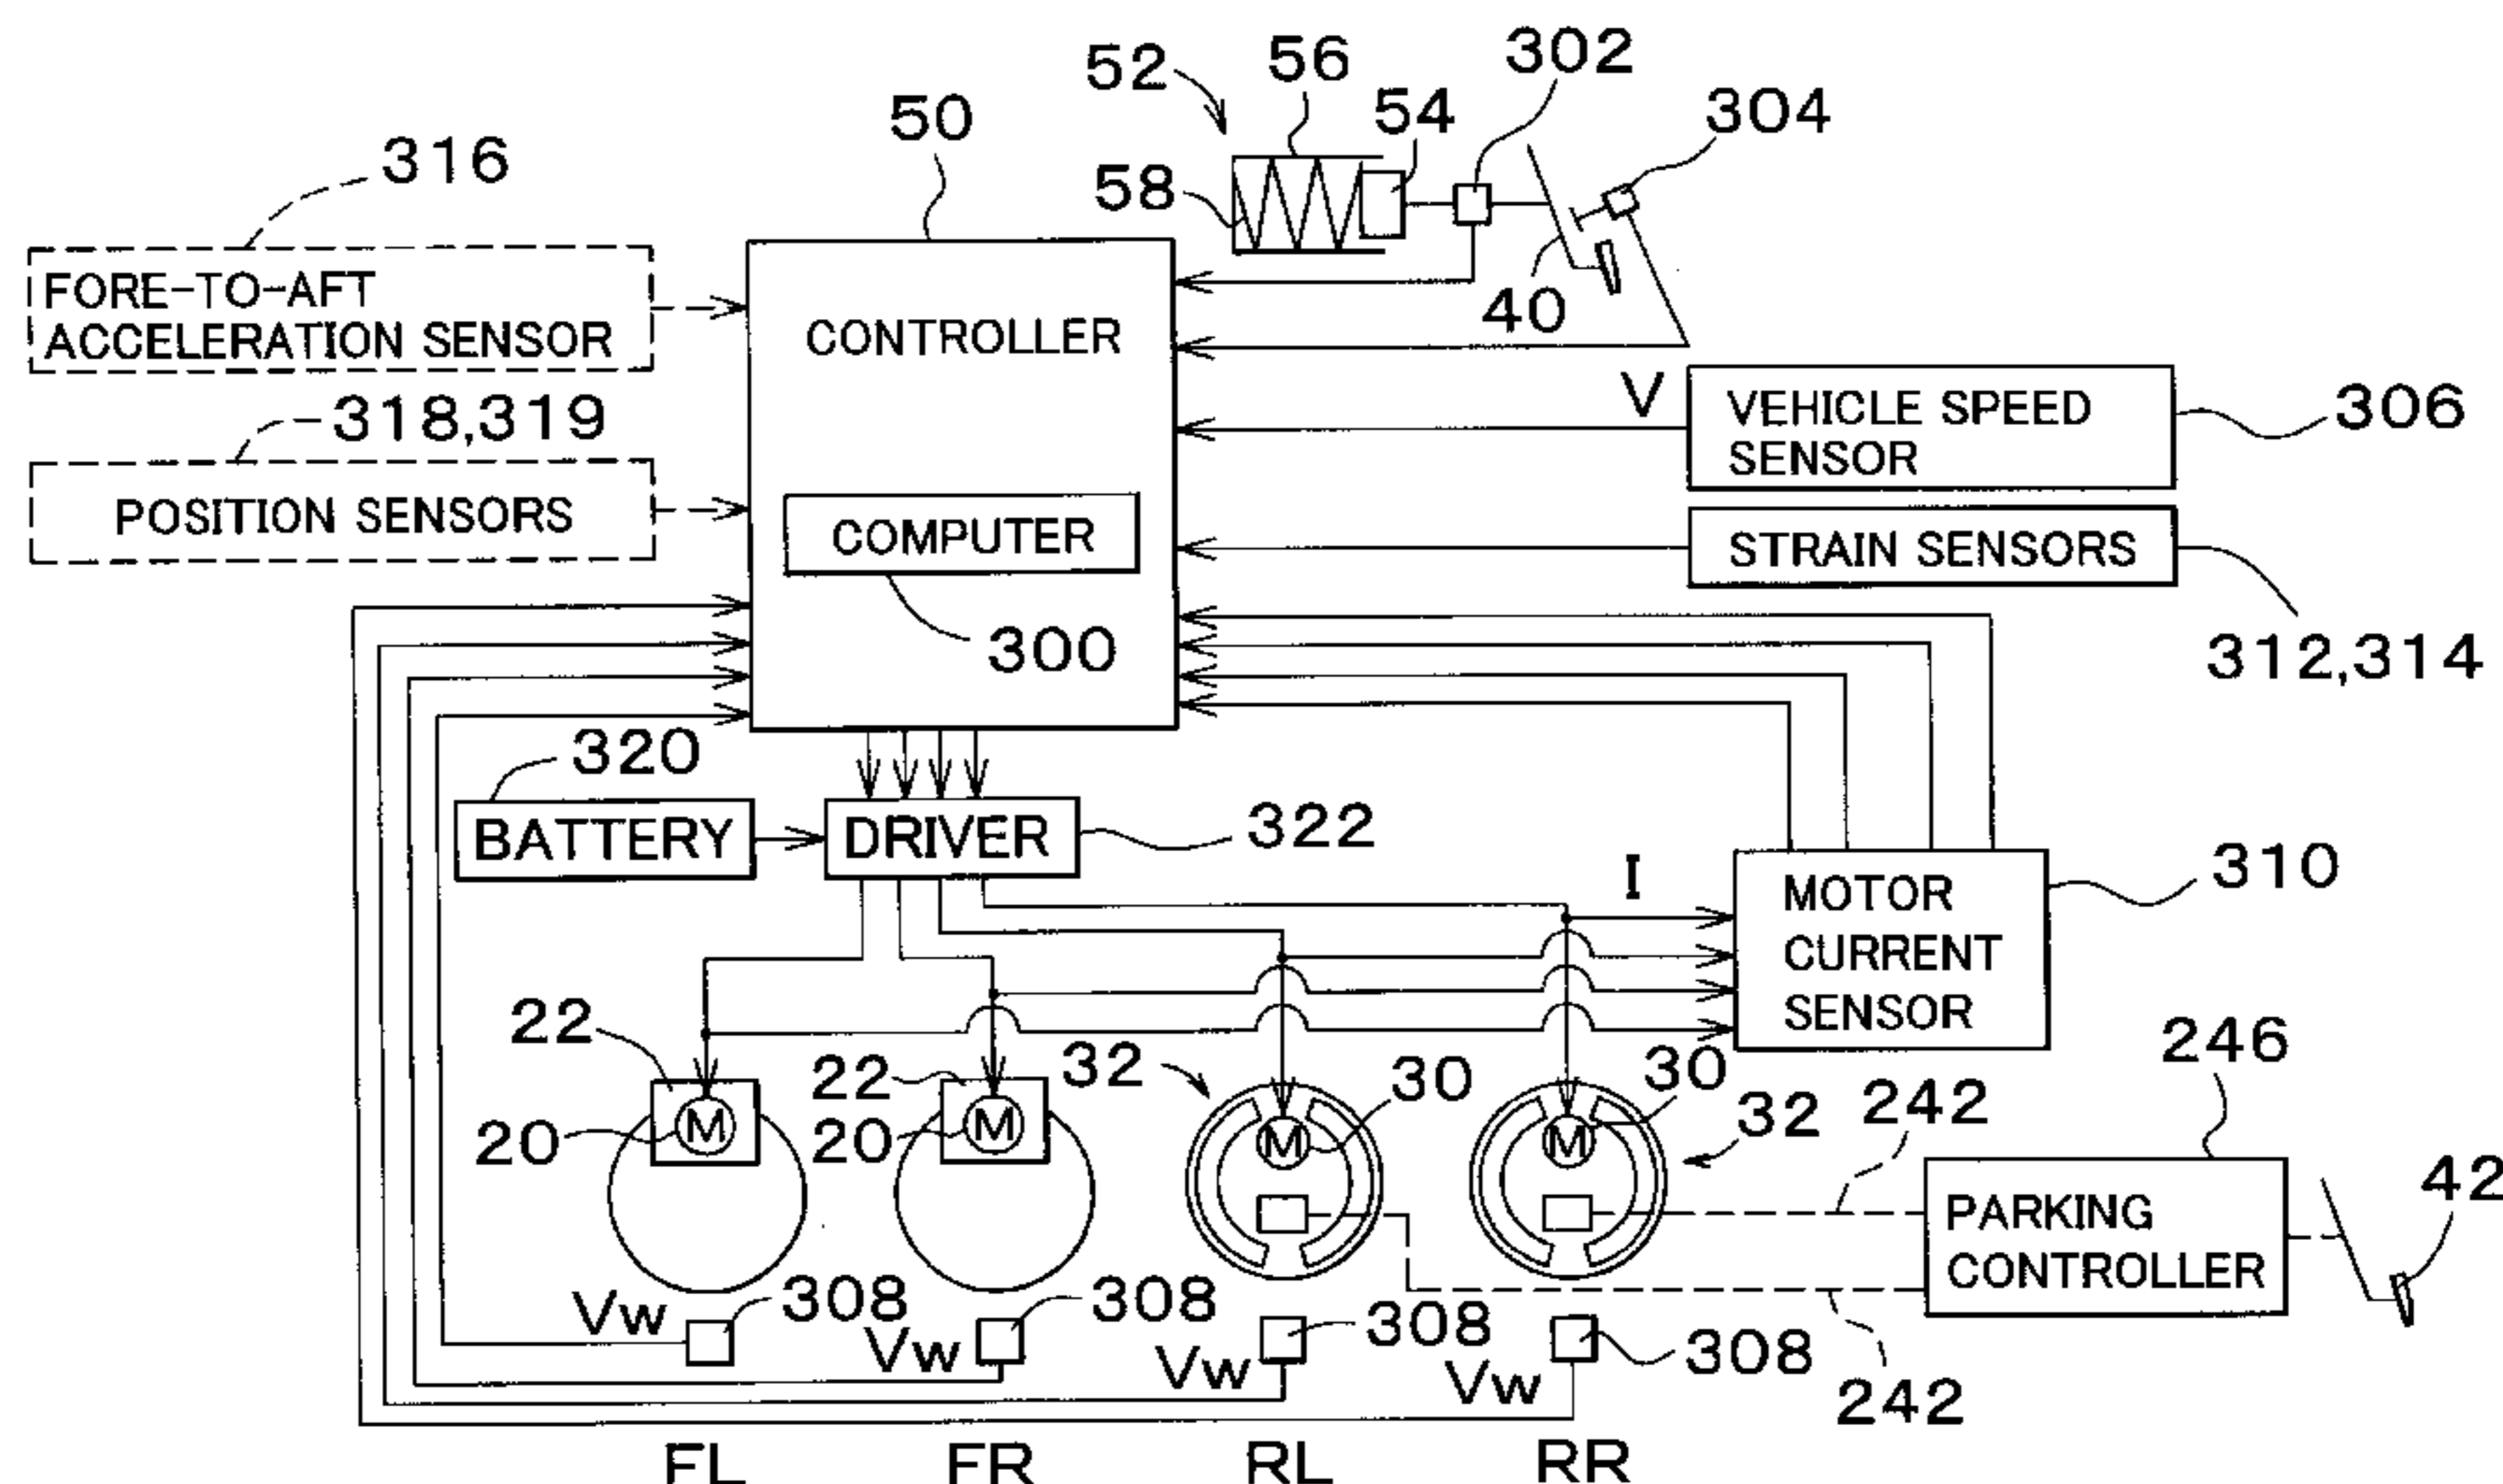 302
56
52
304
54
50
316
58
FORE-TO-AFT
ACCELERATION SENSOR
40
CONTROLLER
V
VEHICLE SPEED
SENSOR
306
318,319
POSITION SENSORS
COMPUTER
STRAIN SENSORS
300
312,314
320
BATTERY
DRIVER
322
I
MOTOR
CURRENT
SENSOR
310
22
22
32
30
30
32
242
246
20
M
20
M
M
M
PARKING
CONTROLLER
42
Vw
308
Vw
308
Vw
308
Vw
308
242
FL
FR
RL
RR